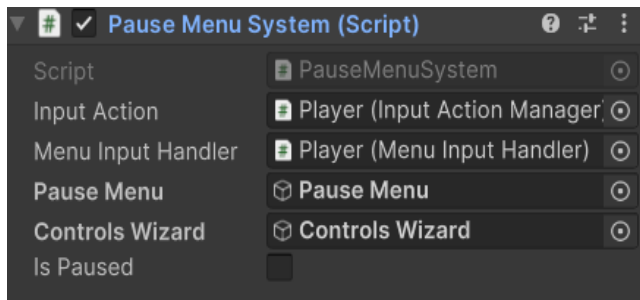 Pause Menu System (Script)
Script PauseMenuSystem
Input Action Player (Input Action Manager)
Menu Input Handler Player (Menu Input Handler)
Pause Menu Pause Menu
Controls Wizard Controls Wizard
Is Paused